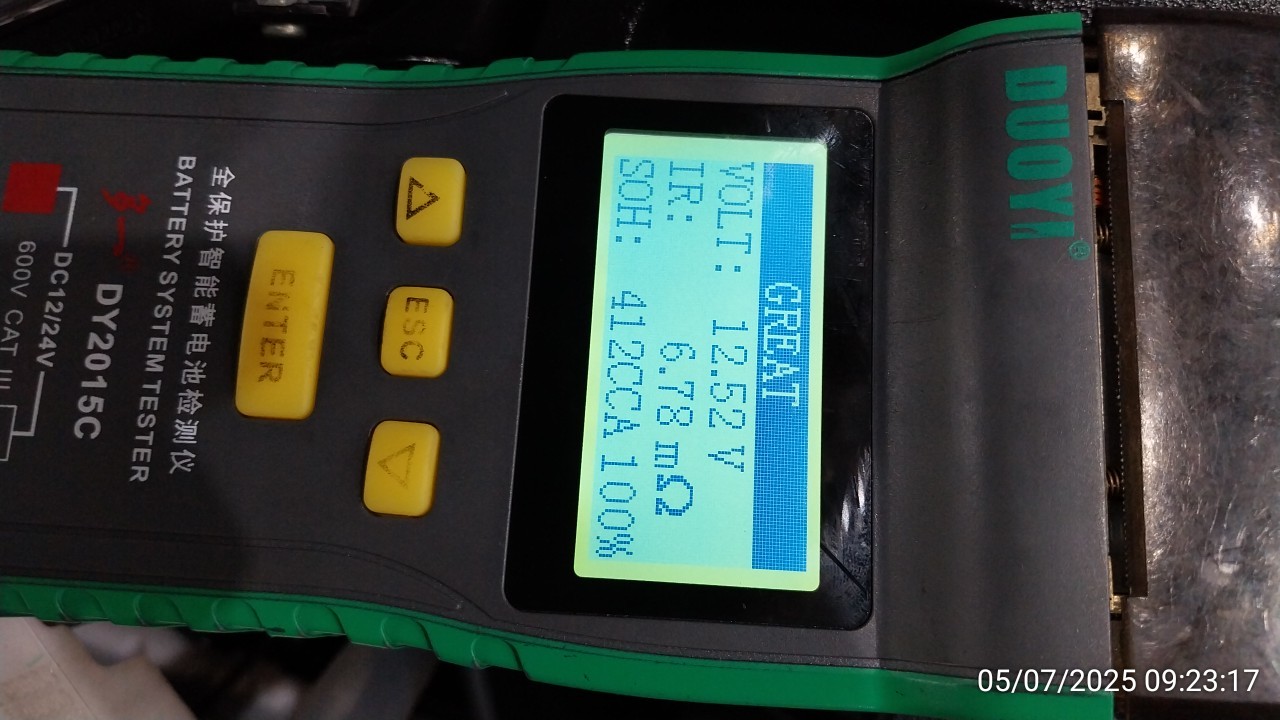 DUOYI®
GREAT
VOLT: 12.52V
IR: 6.78mΩ
SOH: 412CCA 100%
ESC
ENTER
全保护智能蓄电池检测仪
BATTERY SYSTEM TESTER
DY2015C
DC12/24V
600V CAT III
05/07/2025 09:23:17